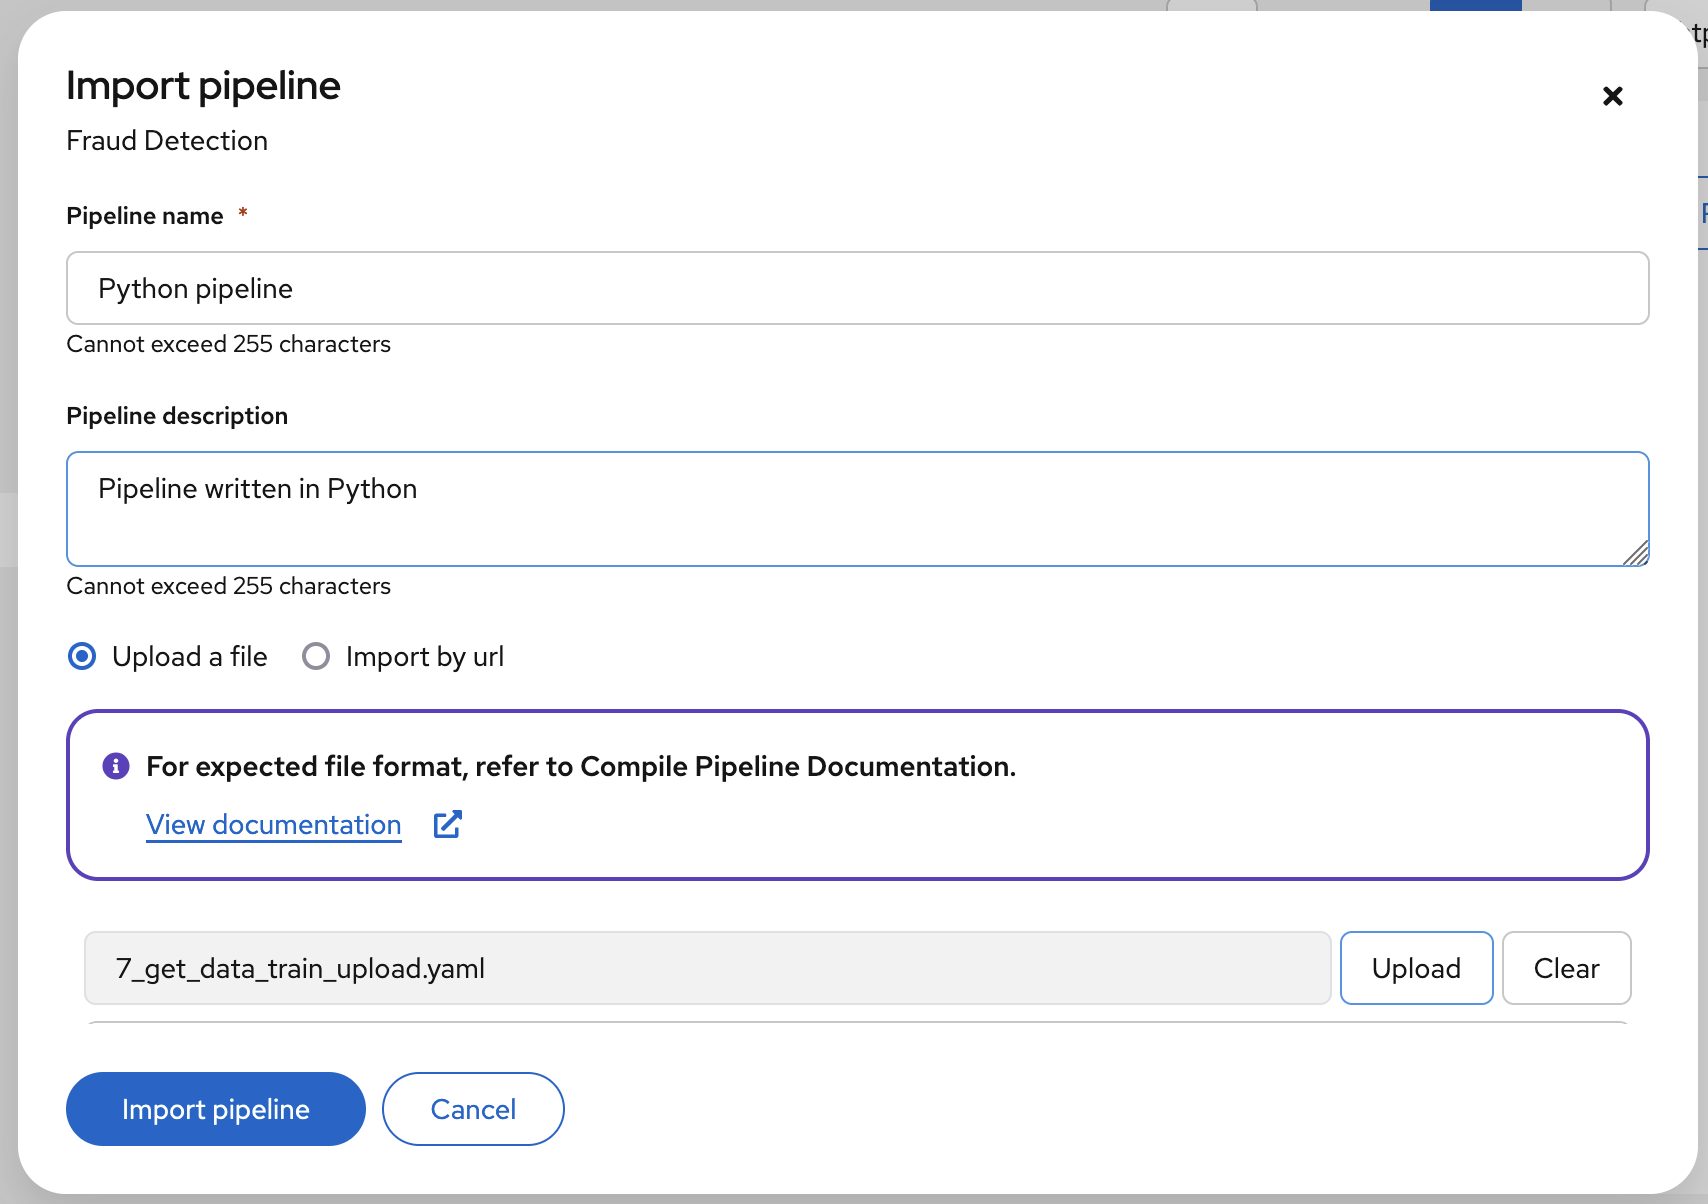 Import pipeline
Fraud Detection
Pipeline name *
Python pipeline
Cannot exceed 255 characters
Pipeline description
Pipeline written in Python
Cannot exceed 255 characters
Upload a file Import by url
For expected file format, refer to Compile Pipeline Documentation.
View documentation
7_get_data_train_upload.yaml Upload Clear
Import pipeline Cancel